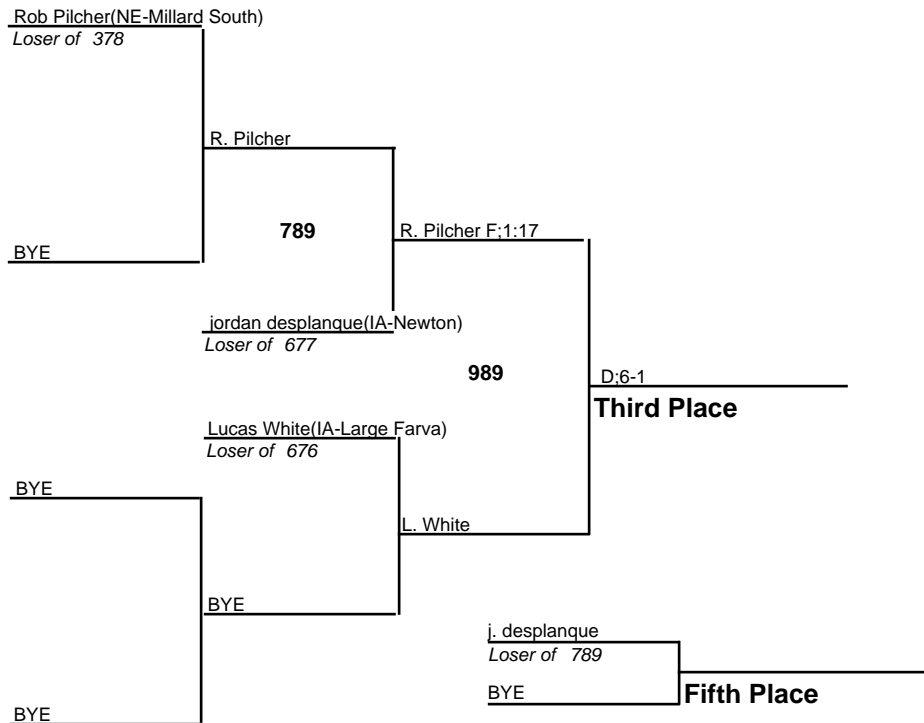 Rob Pilcher(NE-Millard South)
Loser of 378
R. Pilcher
789
R. Pilcher F;1:17
BYE
jordan desplanque(IA-Newton)
Loser of 677
989
D;6-1
Third Place
Lucas White(IA-Large Farva)
Loser of 676
BYE
L. White
BYE
j. desplanque
Loser of 789
BYE
Fifth Place
BYE